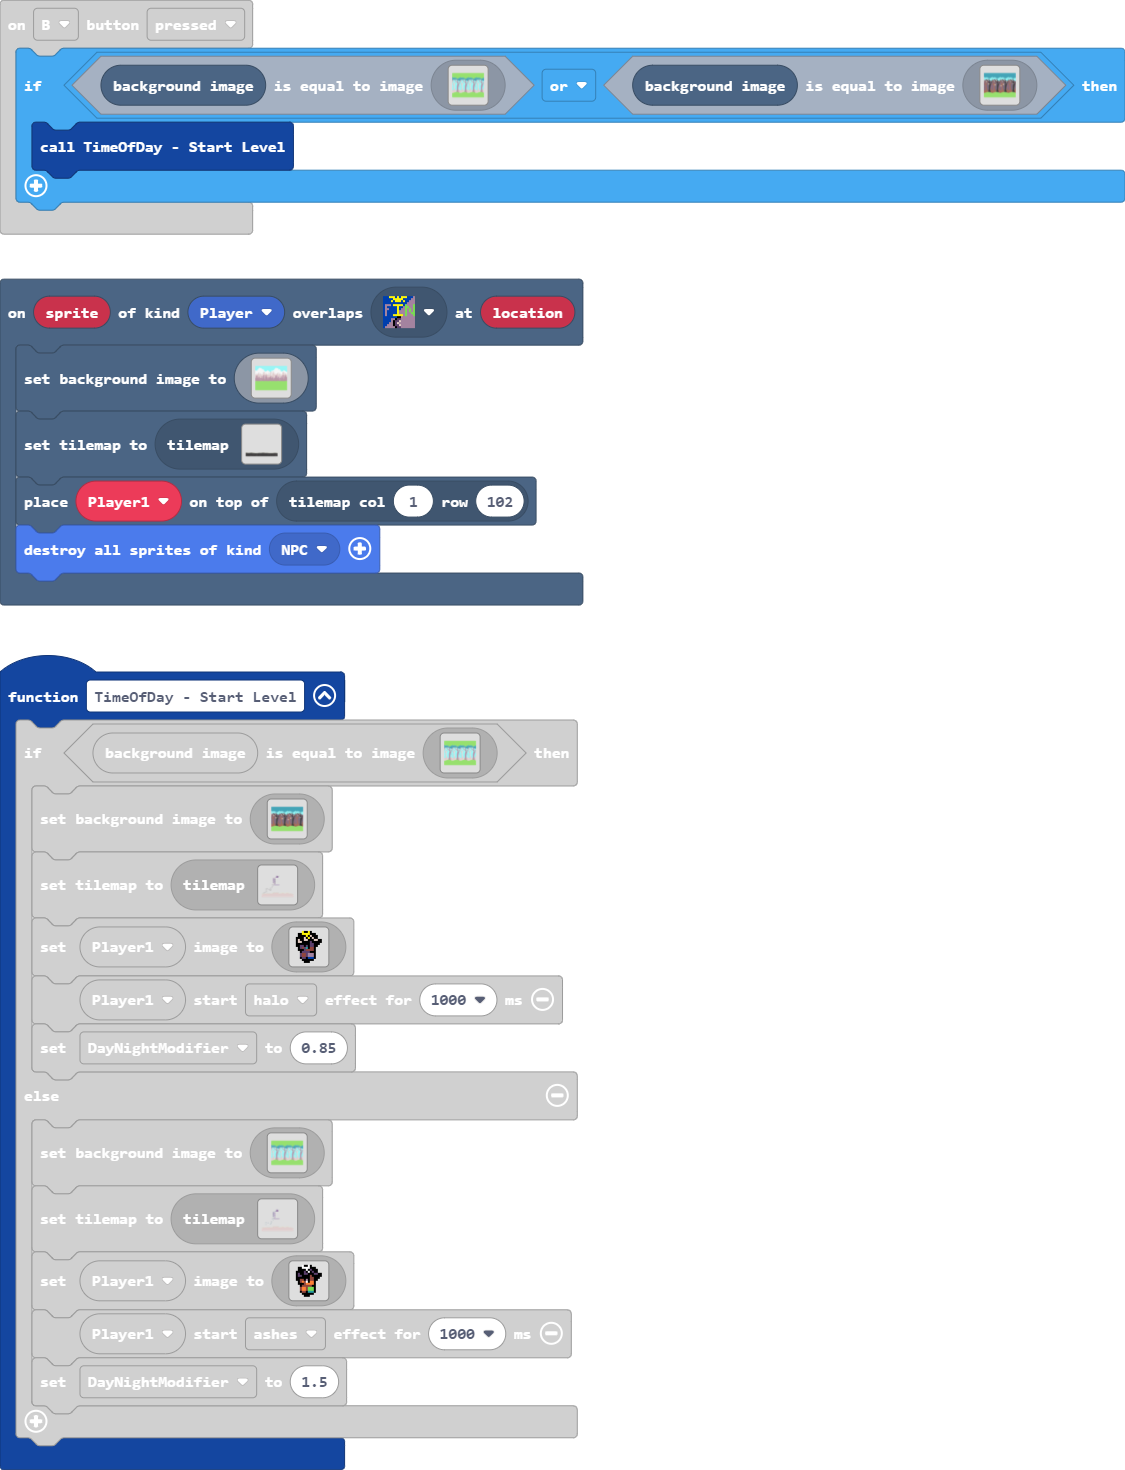 on B button pressed
if background image is equal to image or background image is equal to image then
call TimeOfDay - Start Level
on sprite of kind Player overlaps FIN at location
set background image to
set tilemap to tilemap
place Player1 on top of tilemap col 1 row 102
destroy all sprites of kind NPC
function TimeOfDay - Start Level
if background image is equal to image then
set background image to
set tilemap to tilemap
set Player1 image to
Player1 start halo effect for 1000 ms
set DayNightModifier to 0.85
else
set background image to
set tilemap to tilemap
set Player1 image to
Player1 start ashes effect for 1000 ms
set DayNightModifier to 1.5